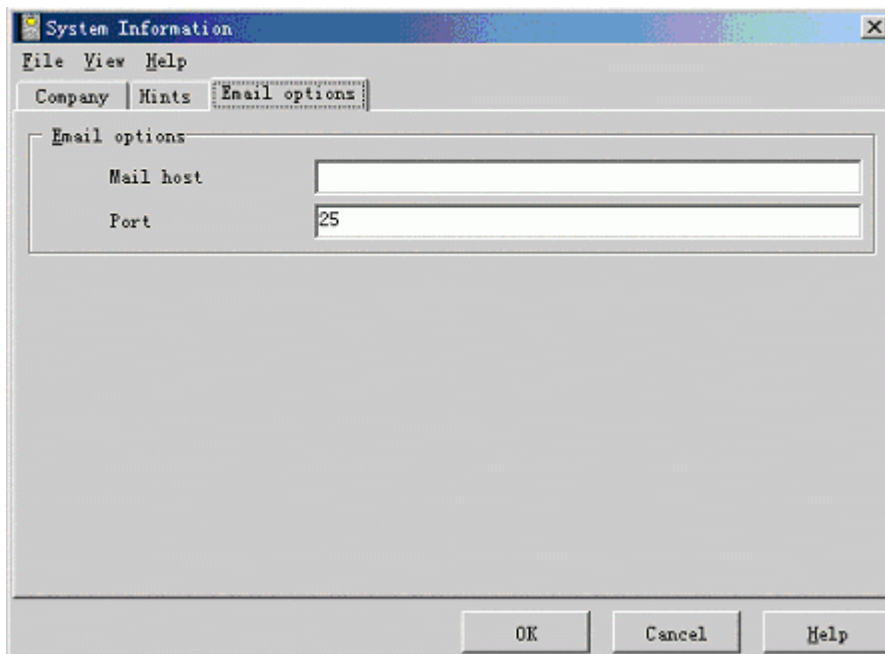 System Information
File View Help
Company Hints Email options
Email options
Mail host
Port 25
OK Cancel Help